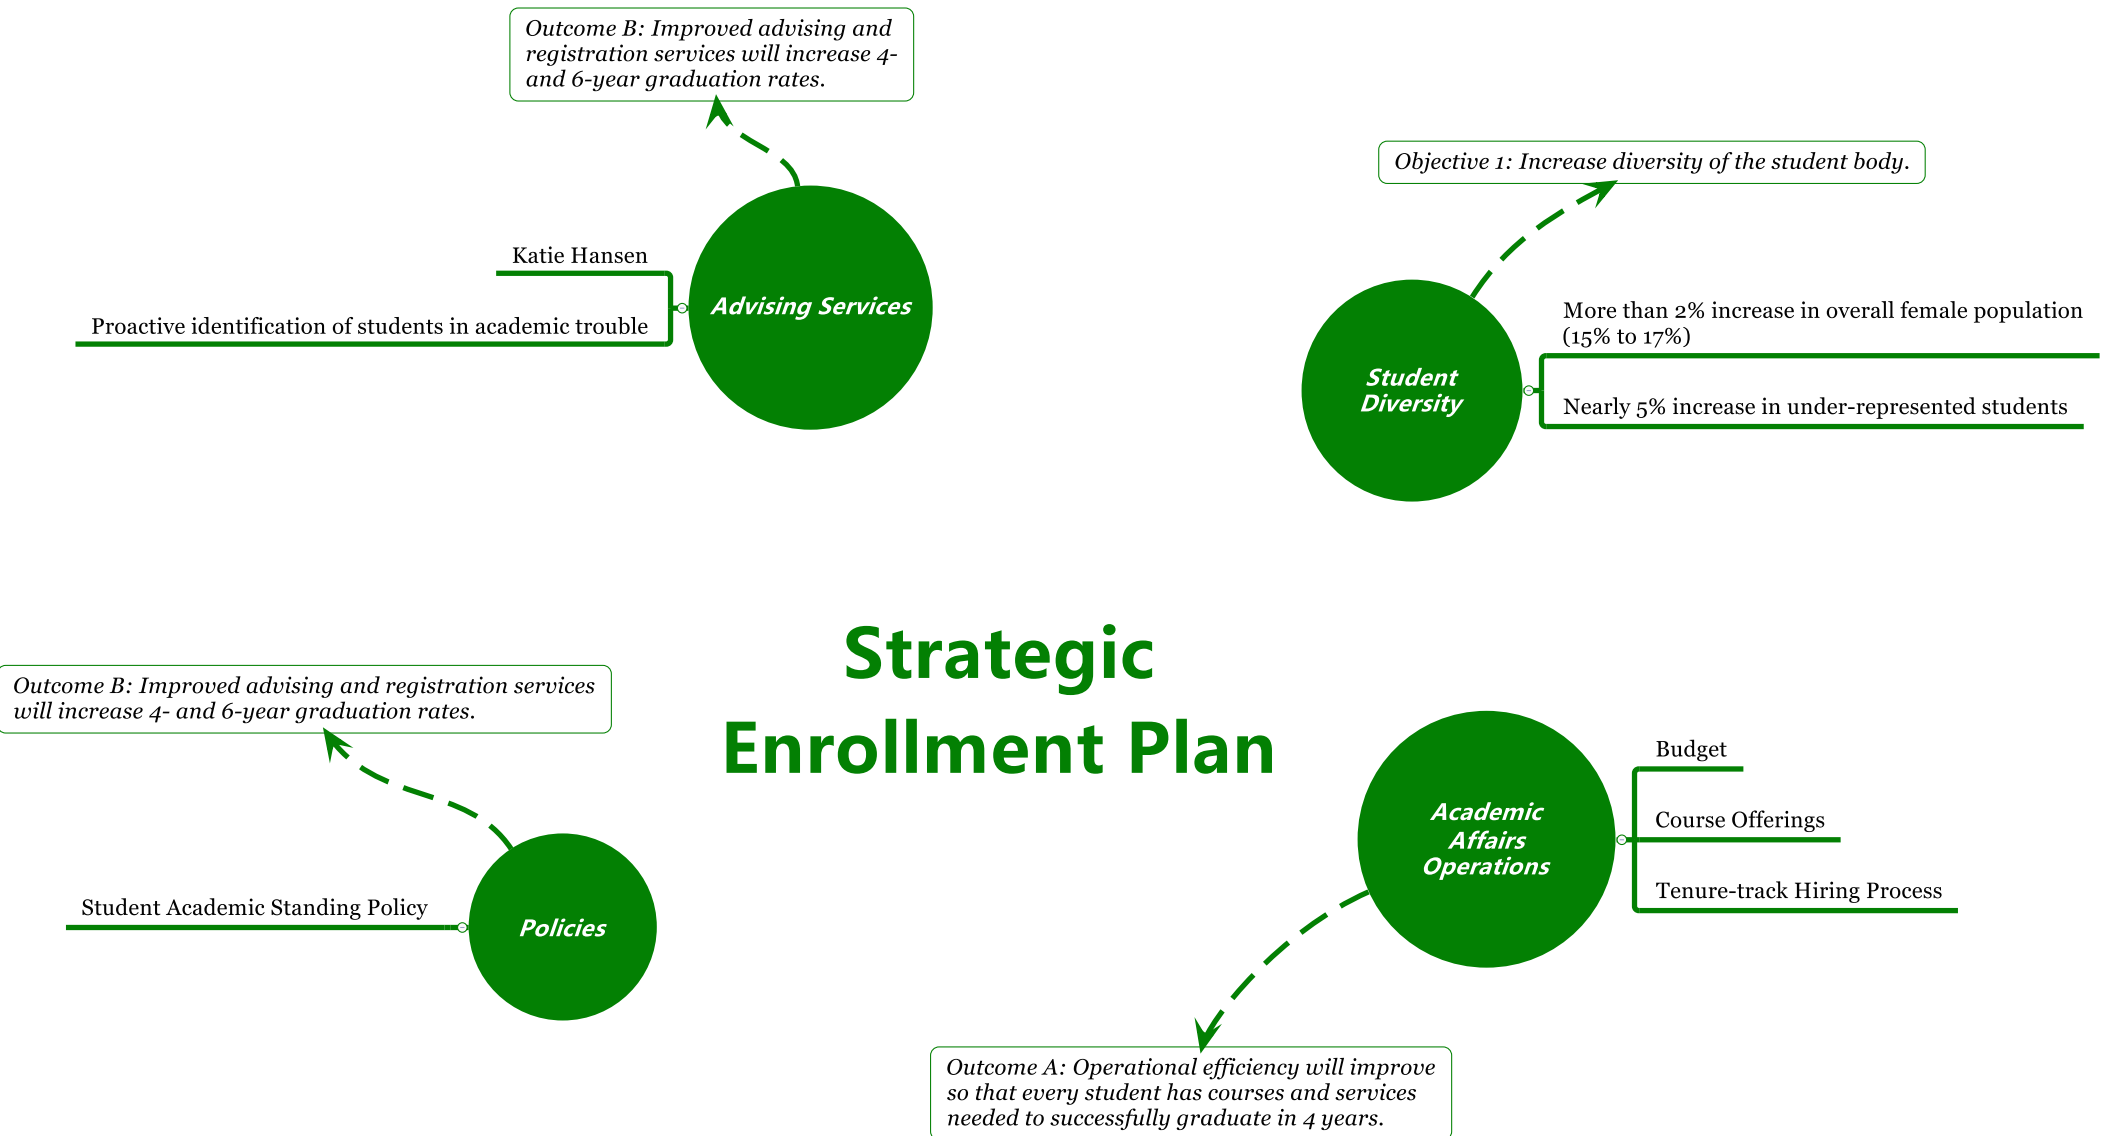 Outcome B: Improved advising and
registration services will increase 4-
and 6-year graduation rates.
Katie Hansen
Proactive identification of students in academic trouble
Advising Services
Objective 1: Increase diversity of the student body.
Student
Diversity
More than 2% increase in overall female population
(15% to 17%)
Nearly 5% increase in under-represented students
Strategic
Enrollment Plan
Outcome B: Improved advising and registration services
will increase 4- and 6-year graduation rates.
Student Academic Standing Policy
Policies
Academic
Affairs
Operations
Budget
Course Offerings
Tenure-track Hiring Process
Outcome A: Operational efficiency will improve
so that every student has courses and services
needed to successfully graduate in 4 years.